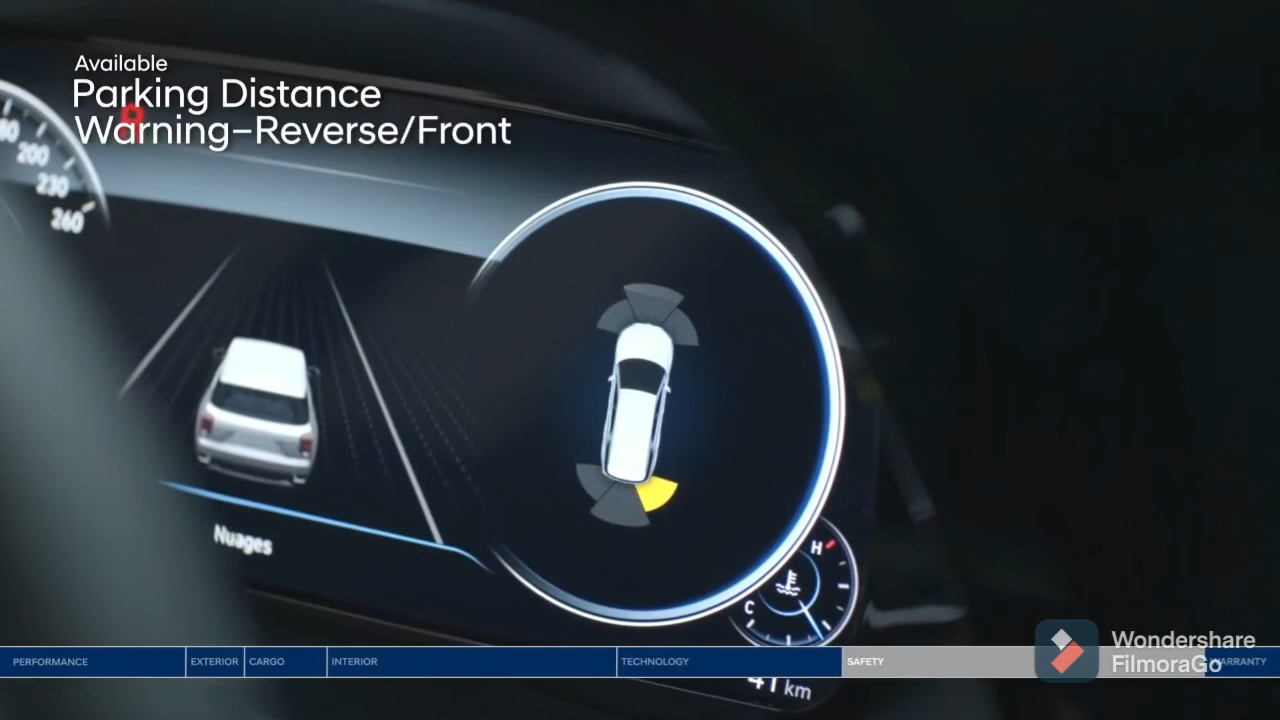 Available
Parking Distance
Warning–Reverse/Front
200
230
260
Nuages
H
C
PERFORMANCE
EXTERIOR
CARGO
INTERIOR
TECHNOLOGY
SAFETY
WARRANTY
Wondershare
FilmoraGo
41 km